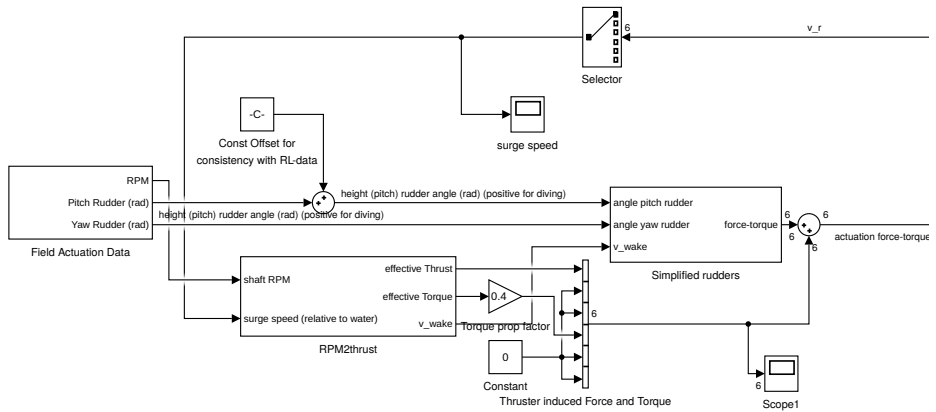 v_r
6
Selector
-C-
surge speed
Const Offset for
consistency with RL-data
RPM
Pitch Rudder (rad)
Yaw Rudder (rad)
Field Actuation Data
height (pitch) rudder angle (rad) (positive for diving)
height (pitch) rudder angle (rad) (positive for diving)
angle pitch rudder
angle yaw rudder
v_wake
force-torque
Simplified rudders
6
6
6
6
actuation force-torque
shaft RPM
surge speed (relative to water)
effective Thrust
effective Torque
v_wake
RPM2thrust
0.4
Torque prop factor
6
0
Constant
Thruster induced Force and Torque
6
Scope1